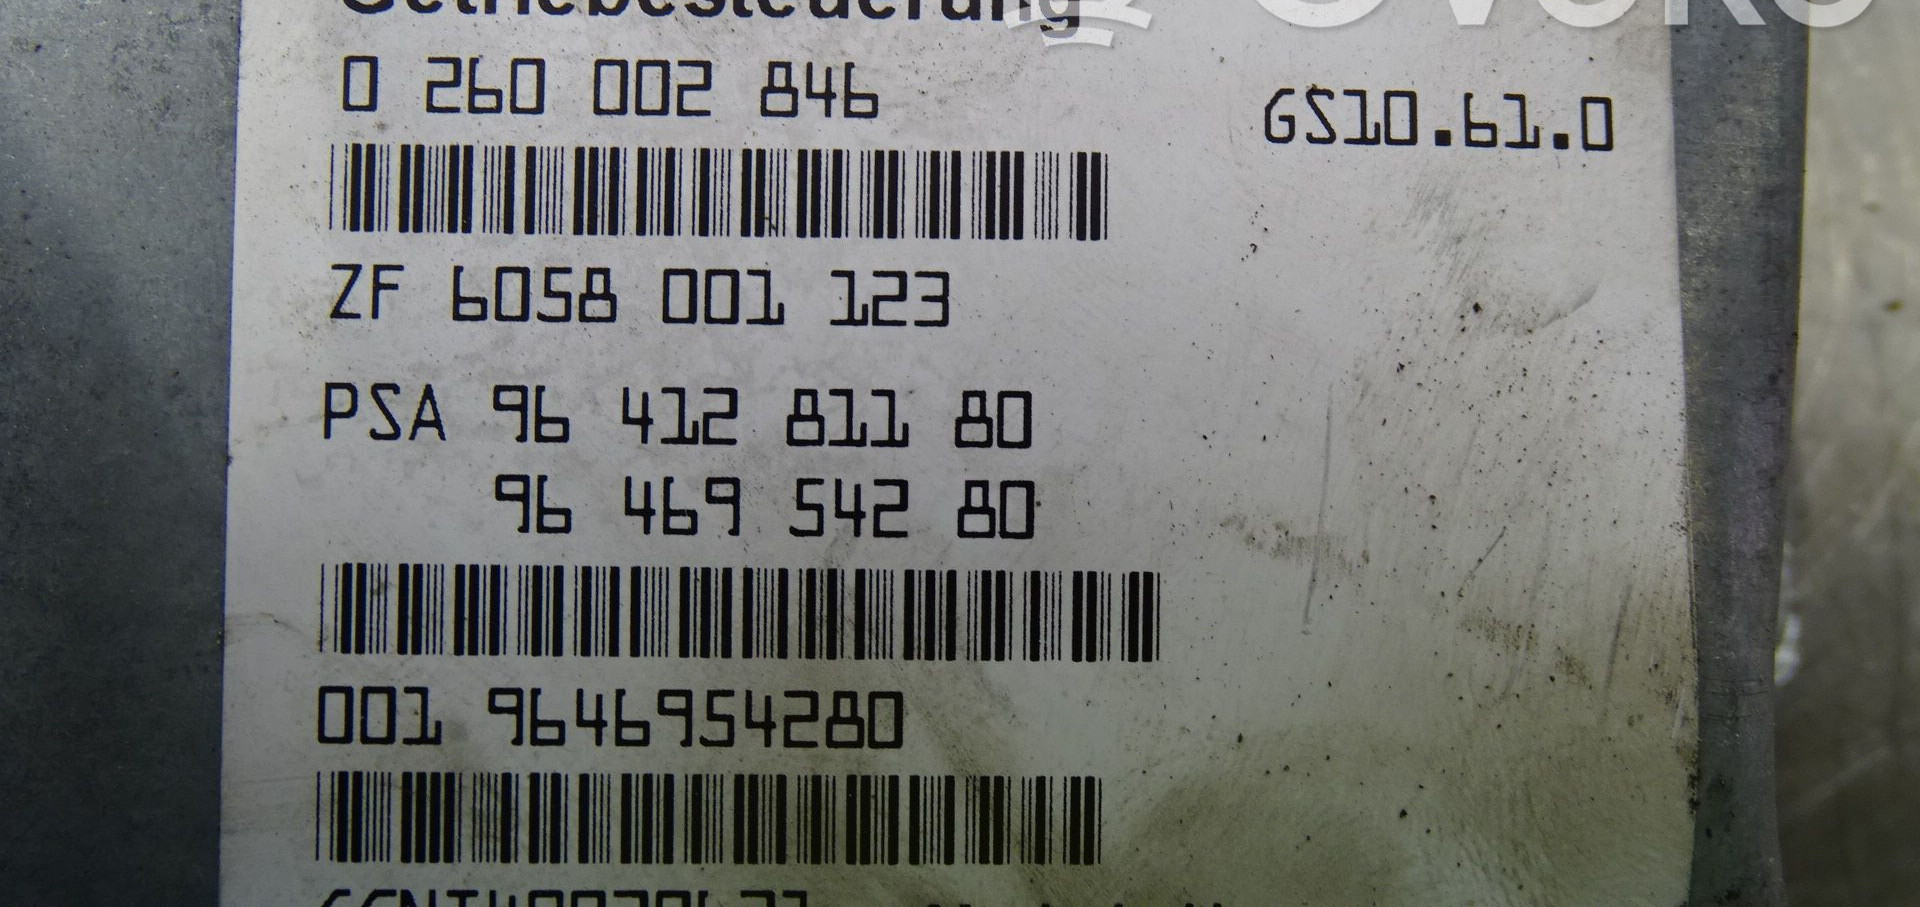 Getriebesteuerung
0 260 002 846
GS10.61.0
ZF 6058 001 123
PSA 96 412 811 80
96 469 542 80
001 9646954280